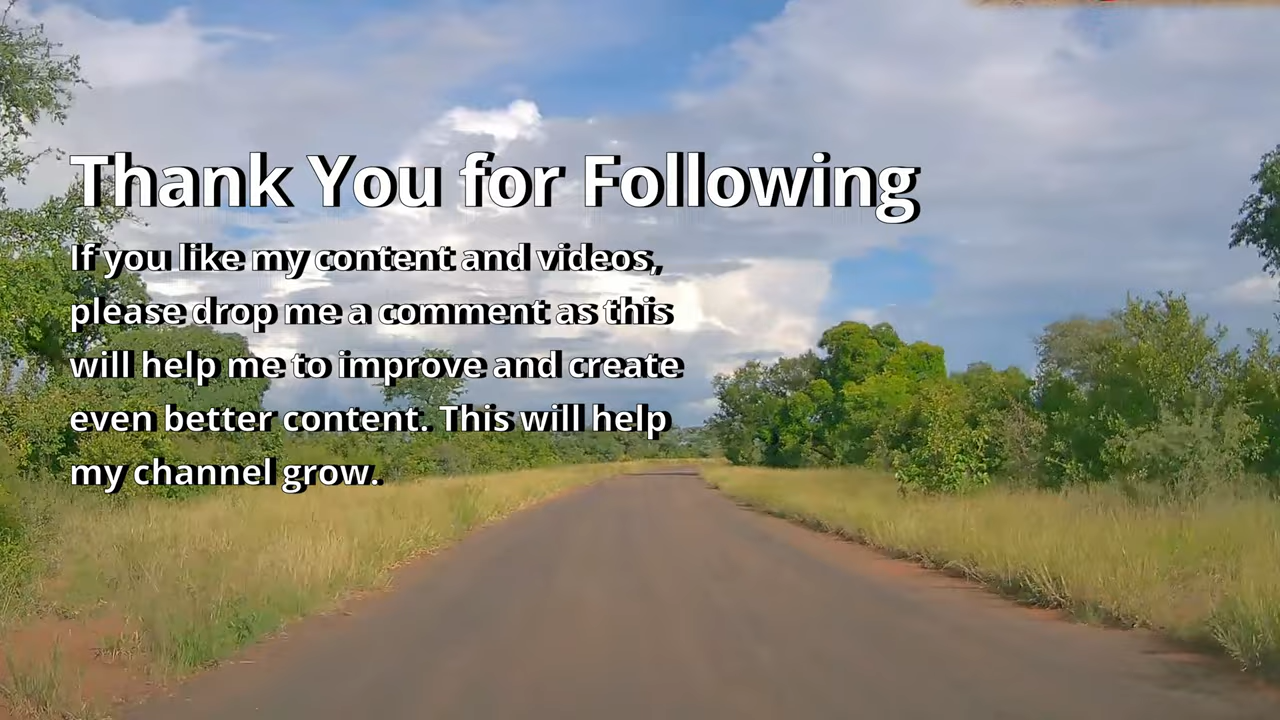 Thank You for Following
If you like my content and videos,
please drop me a comment as this
will help me to improve and create
even better content. This will help
my channel grow.